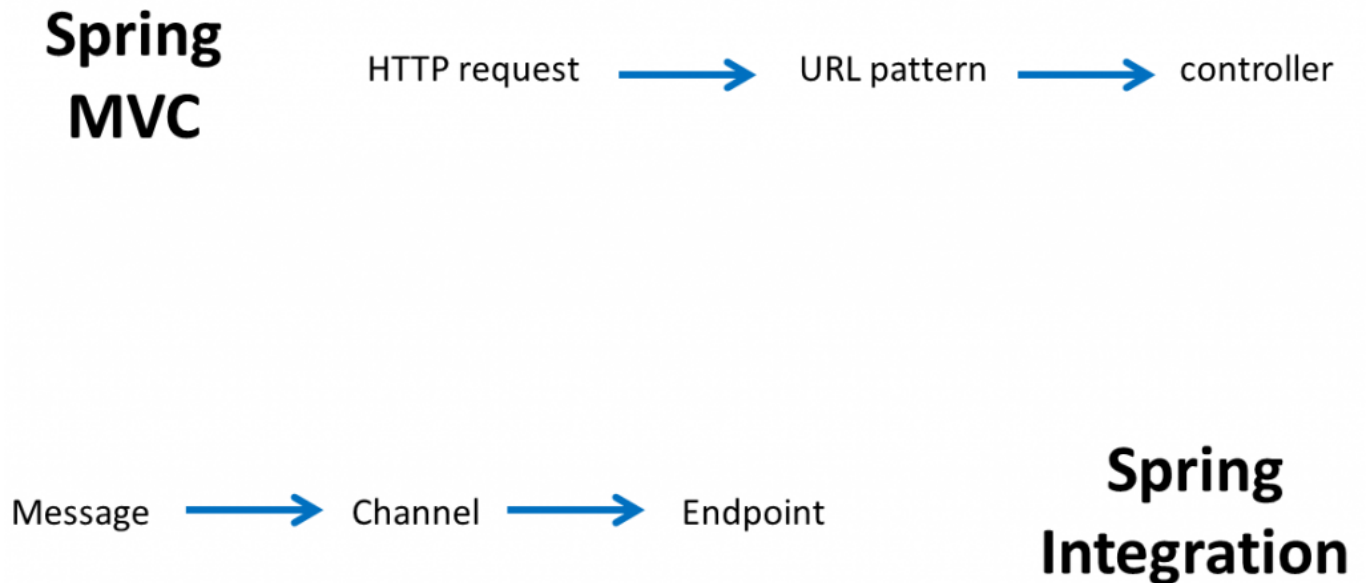 Spring
MVC
HTTP request
URL pattern
controller
Message
Channel
Endpoint
Spring
Integration